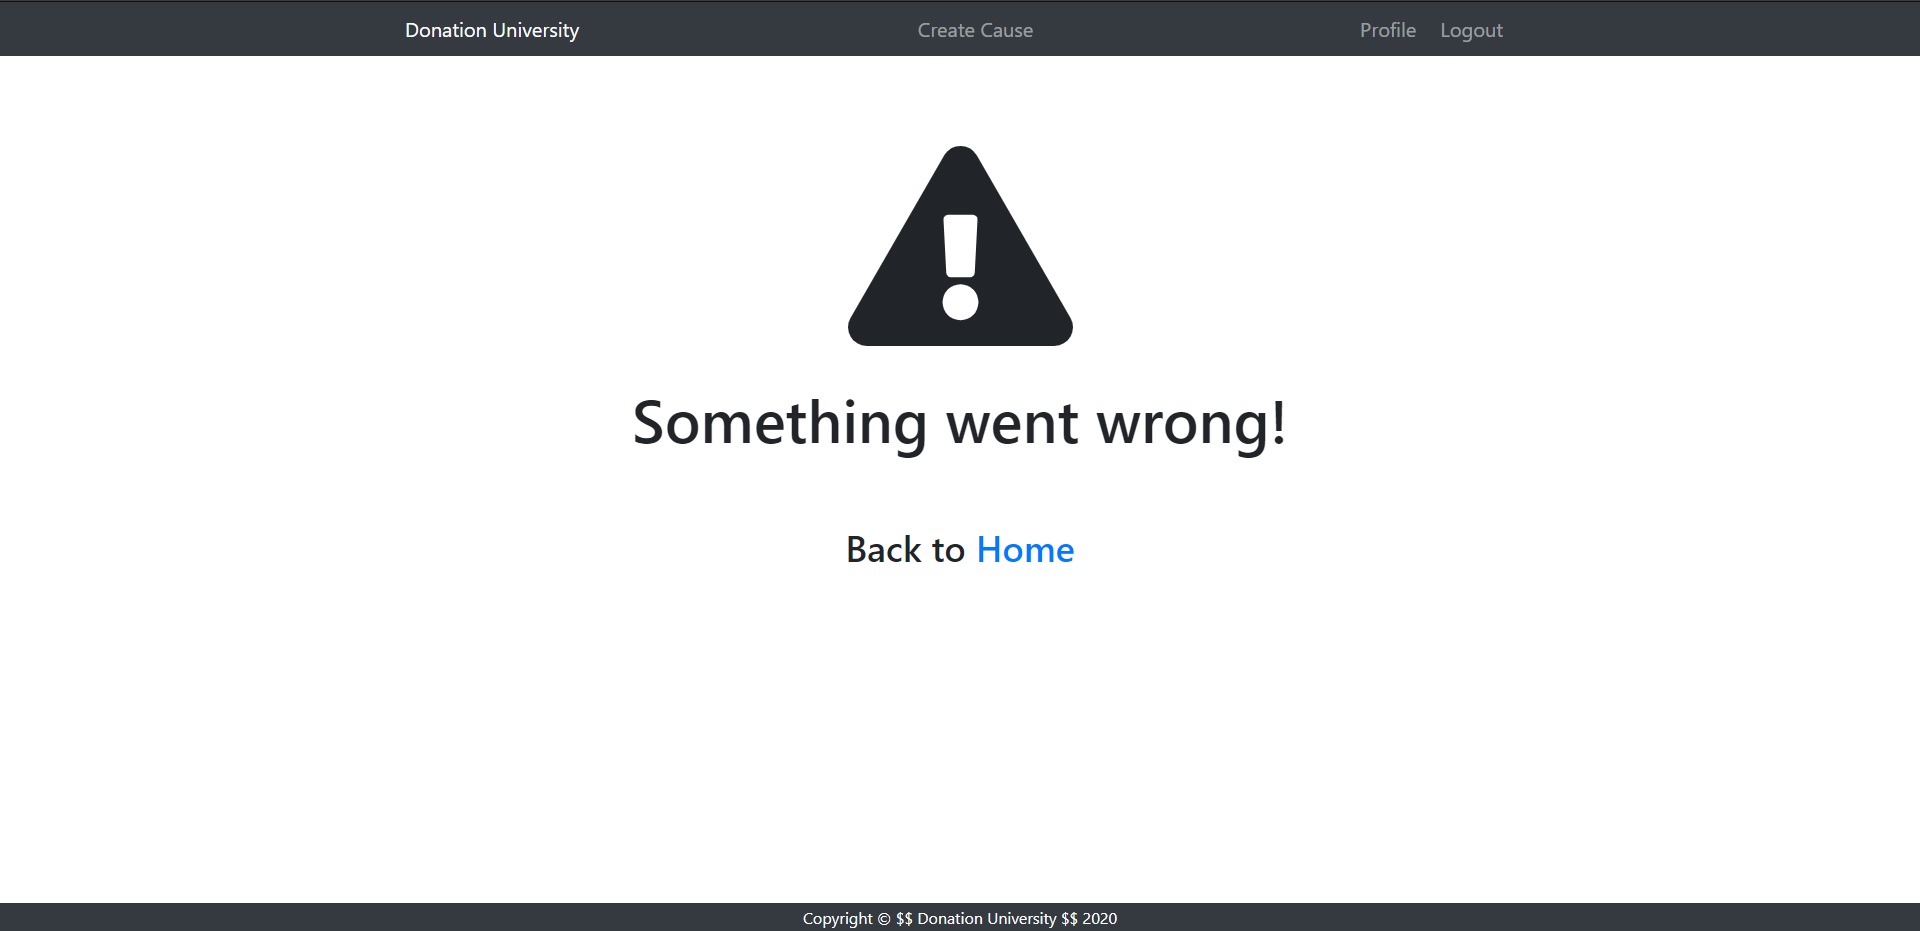 Donation University Create Cause Profile Logout
Something went wrong!
Back to Home
Copyright © $$ Donation University $$ 2020